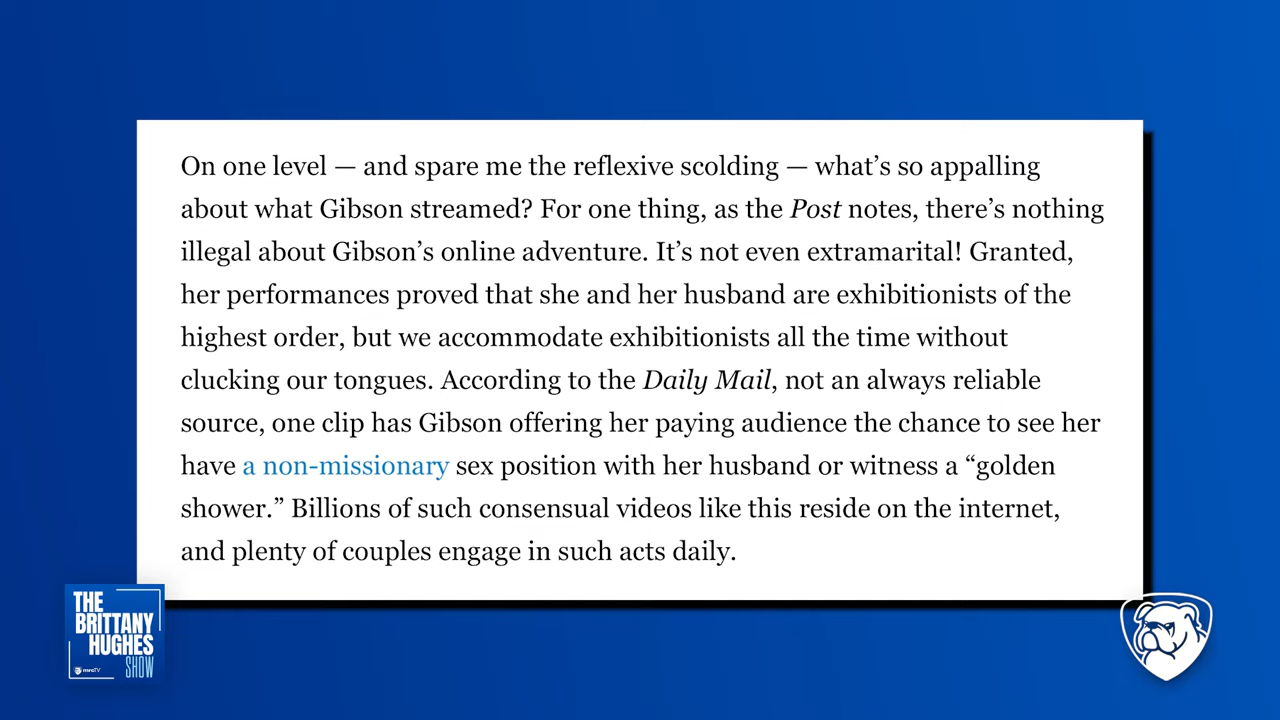 On one level — and spare me the reflexive scolding — what’s so appalling
about what Gibson streamed? For one thing, as the Post notes, there’s nothing
illegal about Gibson’s online adventure. It’s not even extramarital! Granted,
her performances proved that she and her husband are exhibitionists of the
highest order, but we accommodate exhibitionists all the time without
clucking our tongues. According to the Daily Mail, not an always reliable
source, one clip has Gibson offering her paying audience the chance to see her
have a non-missionary sex position with her husband or witness a “golden
shower.” Billions of such consensual videos like this reside on the internet,
and plenty of couples engage in such acts daily.
THE
BRITTANY
HUGHES
SHOW
mrcTV